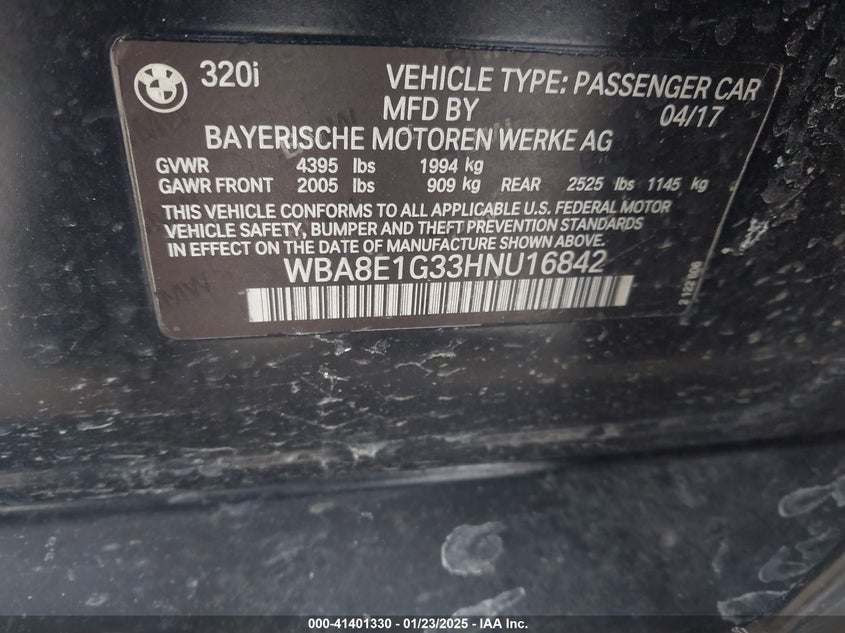 320i
VEHICLE TYPE: PASSENGER CAR
MFD BY 04/17
BAYERISCHE MOTOREN WERKE AG
GVWR 4395 lbs 1994 kg
GAWR FRONT 2005 lbs 909 kg REAR 2525 lbs 1145 kg
THIS VEHICLE CONFORMS TO ALL APPLICABLE U.S. FEDERAL MOTOR
VEHICLE SAFETY, BUMPER AND THEFT PREVENTION STANDARDS
IN EFFECT ON THE DATE OF MANUFACTURE SHOWN ABOVE.
WBA8E1G33HNU16842
000-41401330 - 01/23/2025 - IAA Inc.